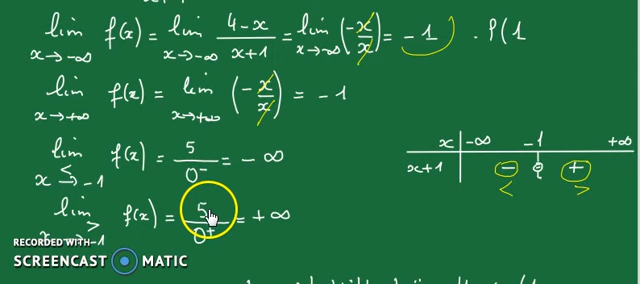 lim f(x) = lim 4-x / x+1 = lim (-x/x) = -1 . P(1
x→-∞ x→-∞ x→∞
lim f(x) = lim (-x/x) = -1
x→+∞ x→+∞
x -∞ -1 +∞
x+1 - 0 +
< >
lim f(x) = 5/0⁻ = -∞
x →< -1
lim f(x) = 5/0⁺ = +∞
x →> -1
RECORDED WITH
SCREENCAST MATIC